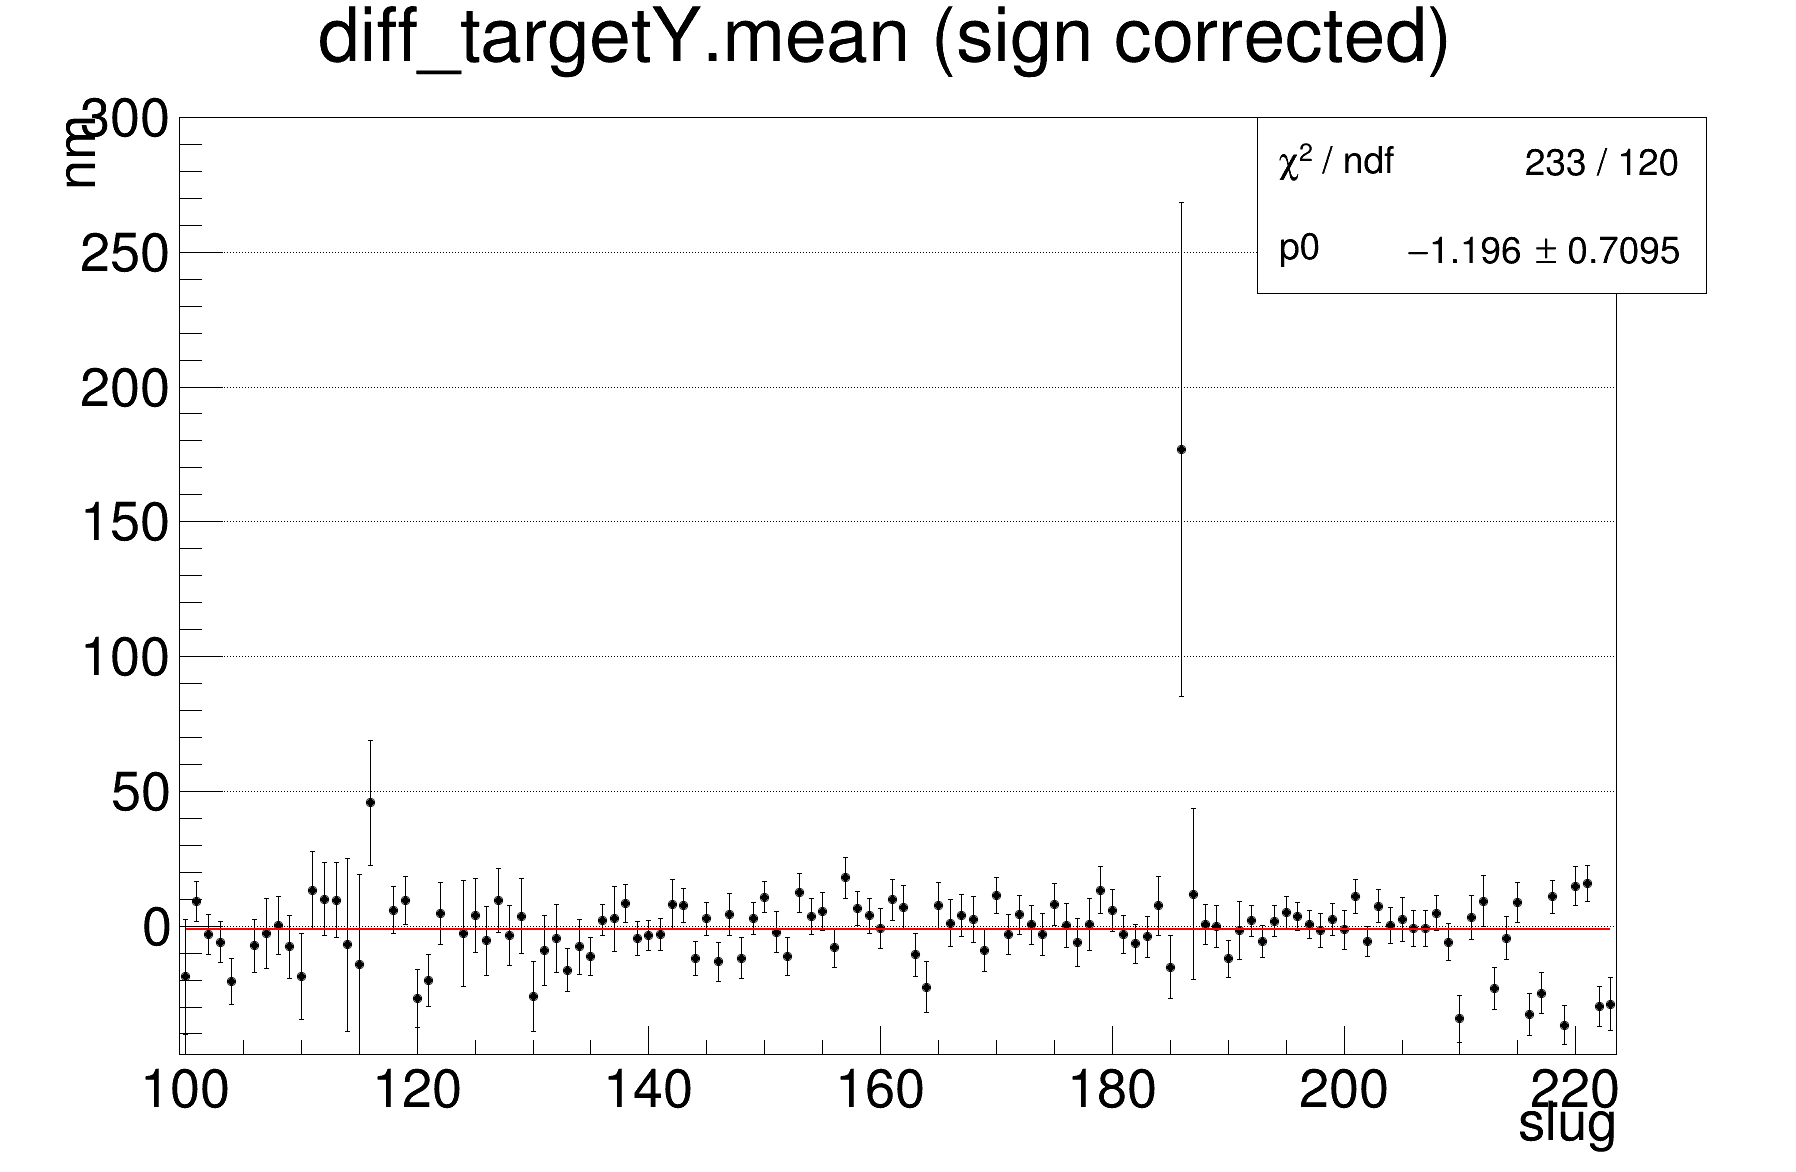 diff_targetY.mean (sign corrected)
nm
300
250
200
150
100
50
0
χ² / ndf 233 / 120
p0 −1.196 ± 0.7095
100 120 140 160 180 200 220
slug